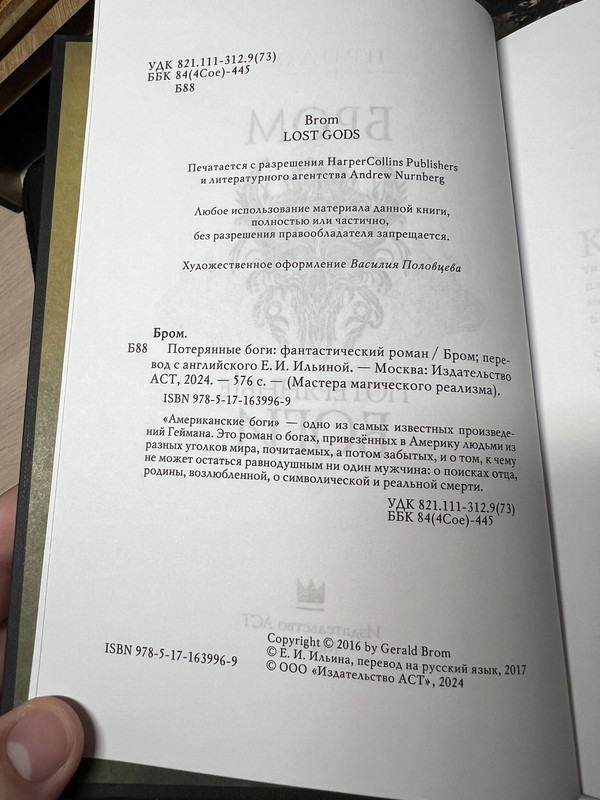 УДК 821.111-312.9(73)
ББК 84(4Сое)-445
Б88
Brom
LOST GODS
Печатается с разрешения HarperCollins Publishers
и литературного агентства Andrew Nurnberg
Любое использование материала данной книги,
полностью или частично,
без разрешения правообладателя запрещается.
Художественное оформление Василия Половцева
Бром.
Б88 Потерянные боги: фантастический роман / Бром; пере-
вод с английского Е. И. Ильиной. — Москва: Издательство
АСТ, 2024. — 576 с. — (Мастера магического реализма).
ISBN 978-5-17-163996-9
«Американские боги» — одно из самых известных произведе-
ний Геймана. Это роман о богах, привезённых в Америку людьми из
разных уголков мира, почитаемых, а потом забытых, и о том, к чему
не может остаться равнодушным ни один мужчина: о поисках отца,
родины, возлюбленной, о символической и реальной смерти.
УДК 821.111-312.9(73)
ББК 84(4Сое)-445
ISBN 978-5-17-163996-9
Copyright © 2016 by Gerald Brom
© Е. И. Ильина, перевод на русский язык, 2017
© ООО «Издательство АСТ», 2024